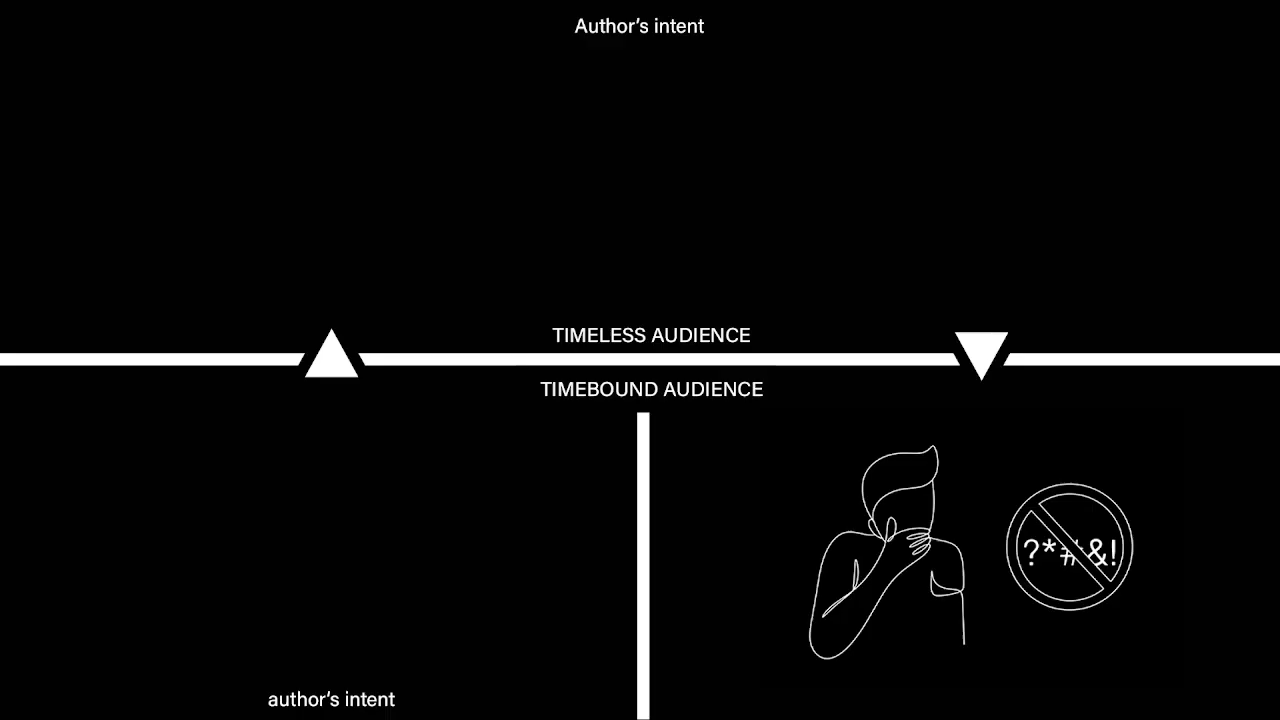 Author’s intent
TIMELESS AUDIENCE
TIMEBOUND AUDIENCE
?*#&!
author’s intent